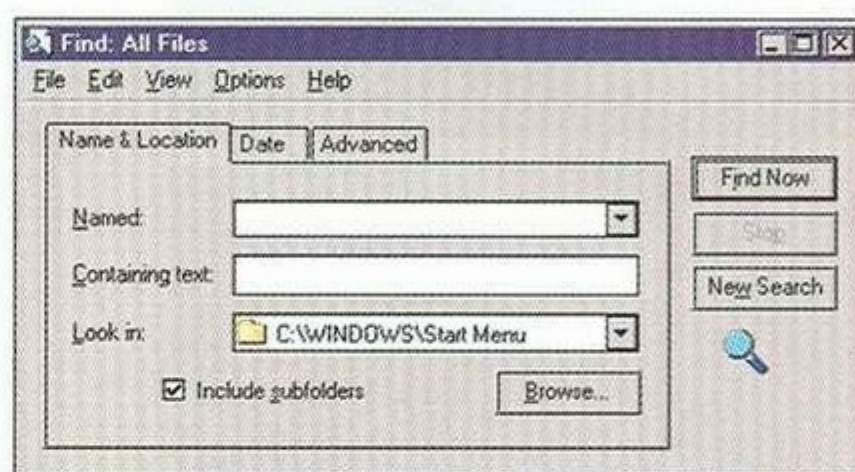 Find: All Files
File Edit View Options Help
Name & Location Date Advanced
Find Now
Named:
Stop
Containing text:
New Search
Look in: C:\WINDOWS\Start Menu
Include subfolders Browse...